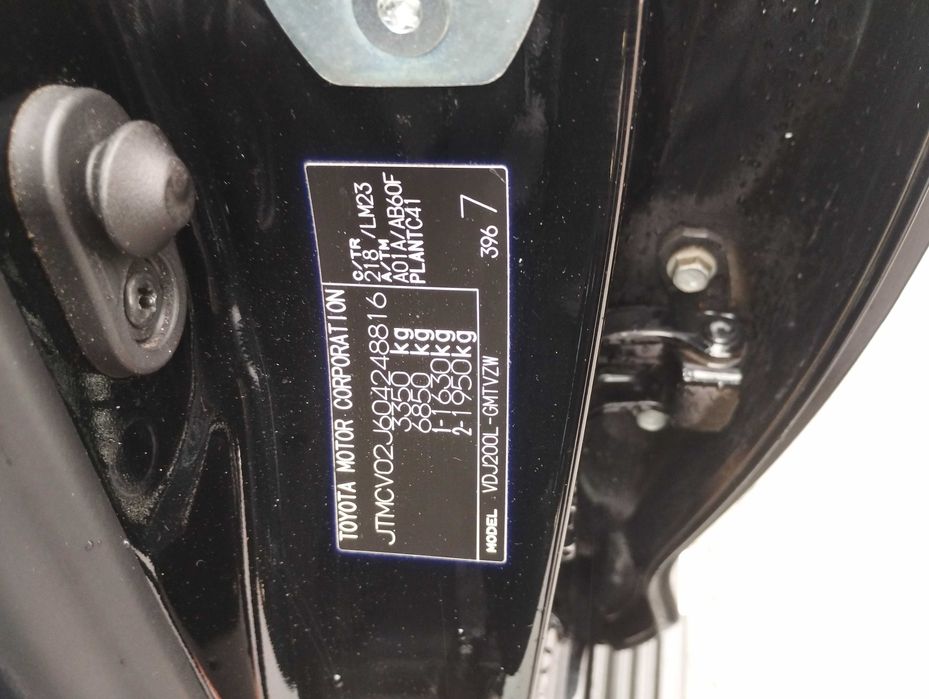 TOYOTA MOTOR CORPORATION
JTMCV02J604248816
3350 kg
6850 kg
1-1630kg
2-1950kg
MODEL VDJ200L-GMTVZW
C/TR
218 /LM23
A/TM
A01A/AB60F
PLANTC41
396 7